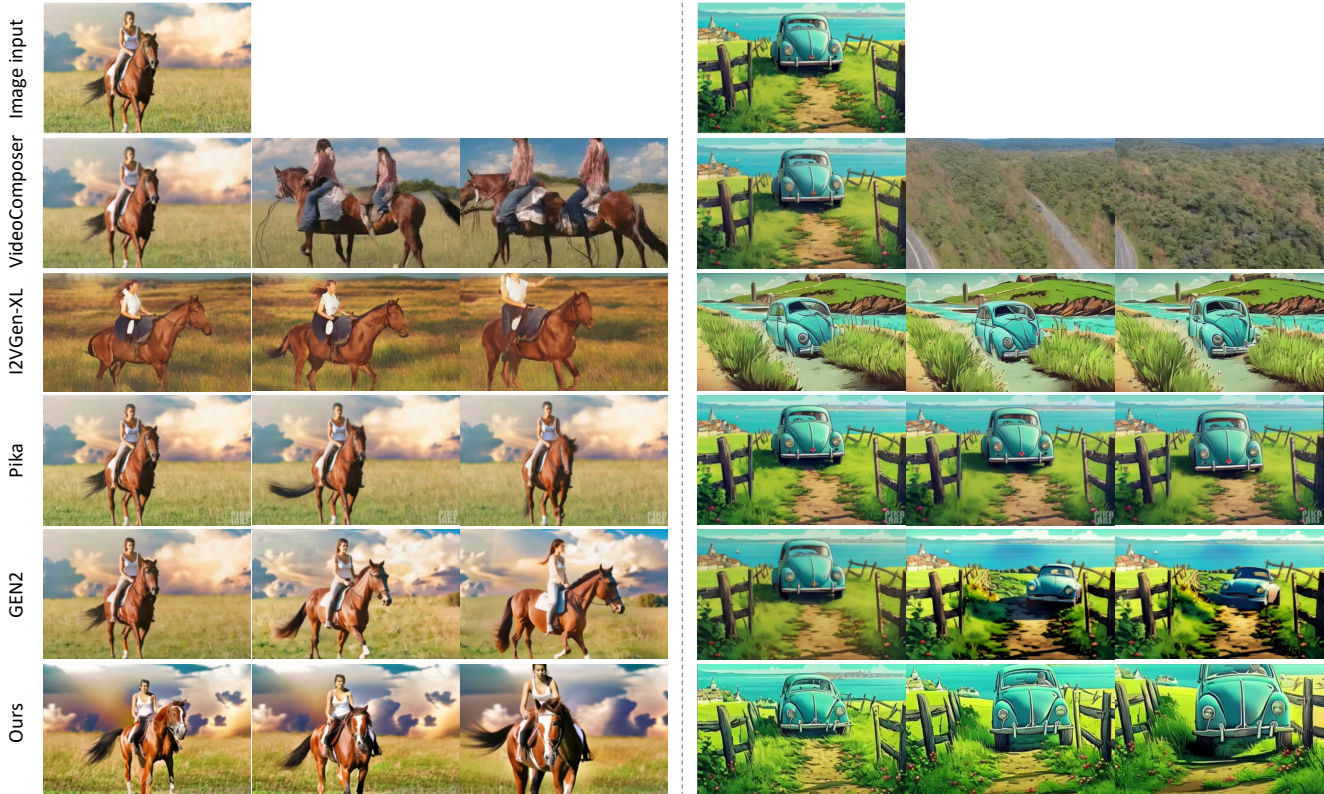 Image input
VideoComposer
I2VGen-XL
Pika
GEN2
Ours